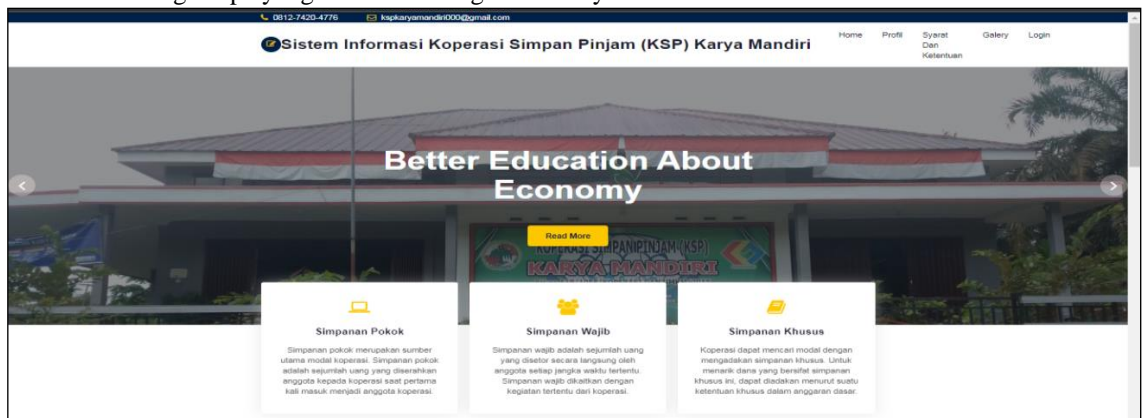 0812-7420-4776 kspkaryamandiri000@gmail.com
Sistem Informasi Koperasi Simpan Pinjam (KSP) Karya Mandiri
Home Profil Syarat Dan Ketentuan Galery Login
Better Education About
Economy
Read More
KOPERASI SIMPAN PINJAM (KSP)
KARYA MANDIRI
Simpanan Pokok
Simpanan pokok merupakan sumber
utama modal koperasi. Simpanan pokok
adalah sejumlah uang yang diserahkan
anggota kepada koperasi saat pertama
kali masuk menjadi anggota koperasi.
Simpanan Wajib
Simpanan wajib adalah sejumlah uang
yang disetor secara langsung oleh
anggota setiap jangka waktu tertentu.
Simpanan wajib dikaitkan dengan
kegiatan tertentu dari koperasi.
Simpanan Khusus
Koperasi dapat mencari modal dengan
mengadakan simpanan khusus. Untuk
menarik dana yang bersifat simpanan
khusus ini, dapat diadakan menurut suatu
ketentuan khusus dalam anggaran dasar.